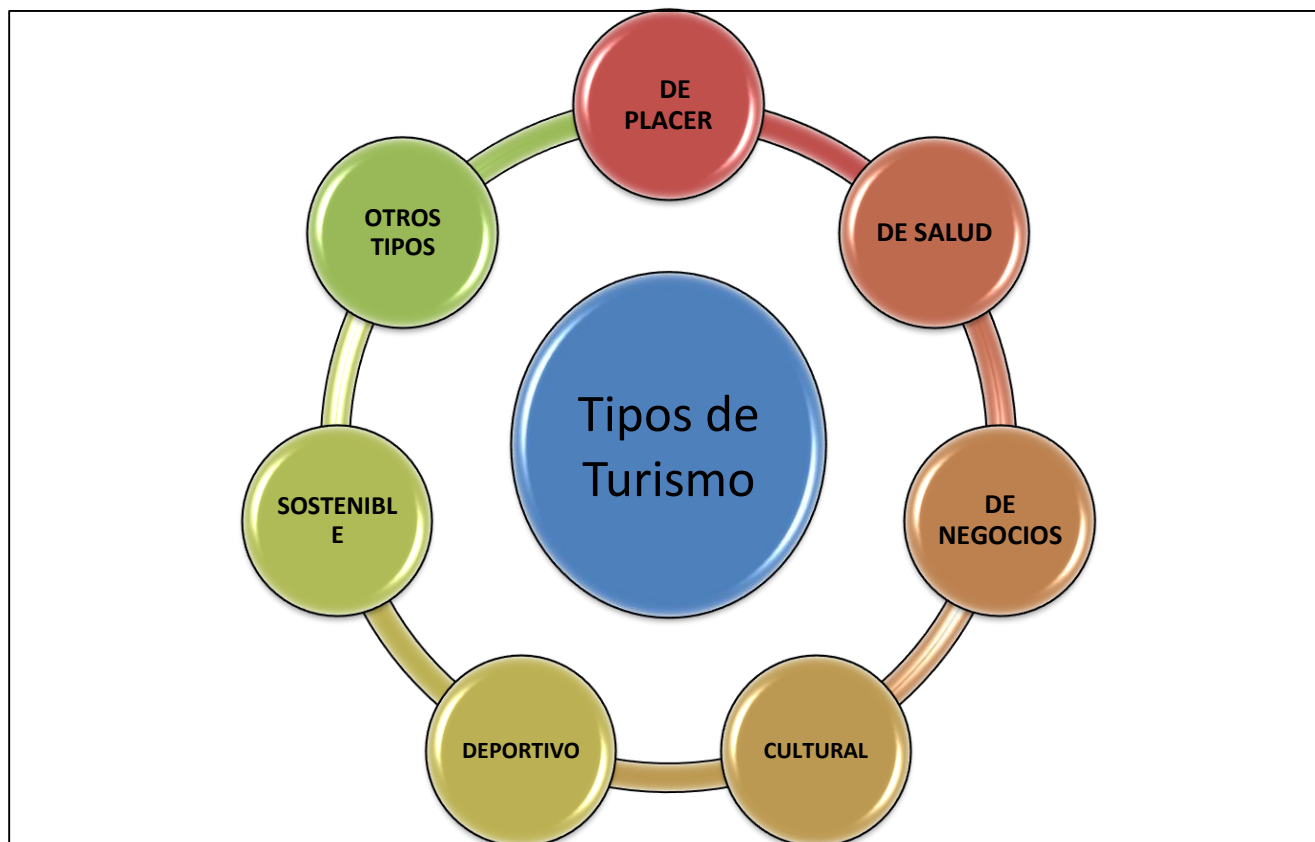 DE
PLACER
OTROS
TIPOS
DE SALUD
Tipos de
Turismo
SOSTENIBL
E
DE
NEGOCIOS
DEPORTIVO
CULTURAL